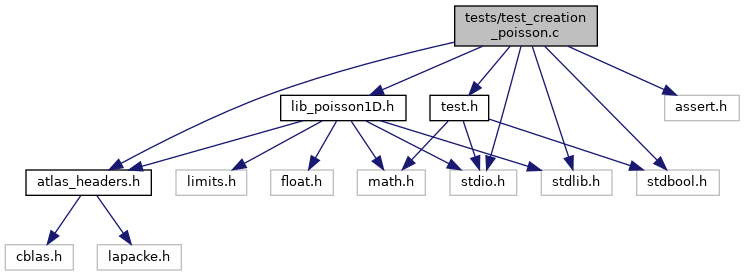 tests/test_creation
_poisson.c
lib_poisson1D.h
test.h
assert.h
atlas_headers.h
limits.h
float.h
math.h
stdio.h
stdlib.h
stdbool.h
cblas.h
lapacke.h